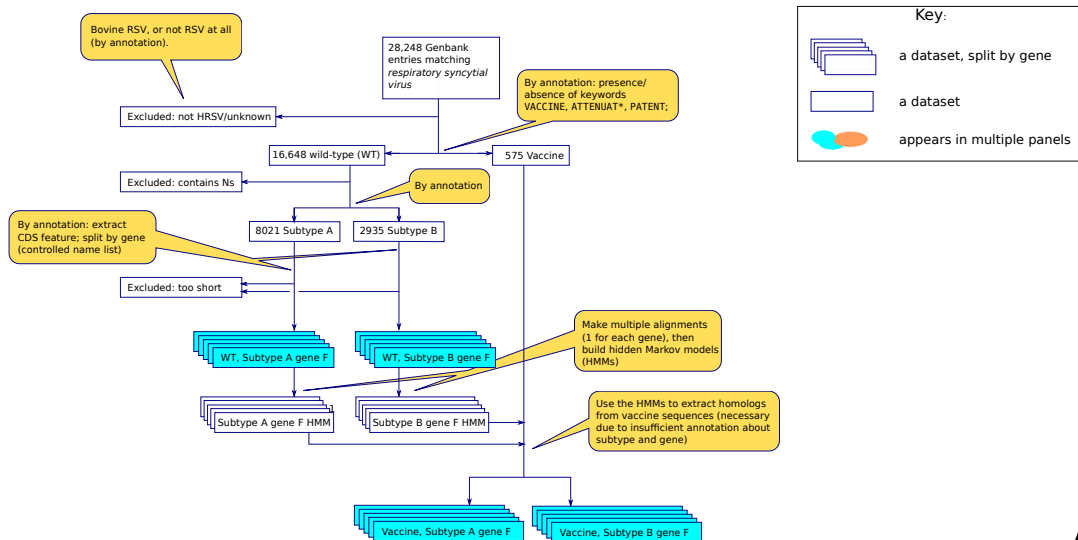 Bovine RSV, or not RSV at all
(by annotation).
28,248 Genbank
entries matching
respiratory syncytial
virus
Key:
a dataset, split by gene
a dataset
appears in multiple panels
By annotation: presence/
absence of keywords
VACCINE, ATTENUAT*, PATENT;
Excluded: not HRSV/unknown
16,648 wild-type (WT)
575 Vaccine
Excluded: contains Ns
By annotation
By annotation: extract
CDS feature; split by gene
(controlled name list)
8021 Subtype A
2935 Subtype B
Excluded: too short
Make multiple alignments
(1 for each gene), then
build hidden Markov models
(HMMs)
WT, Subtype A gene F
WT, Subtype B gene F
Subtype A gene F HMM
Subtype B gene F HMM
Use the HMMs to extract homologs
from vaccine sequences (necessary
due to insufficient annotation about
subtype and gene)
Vaccine, Subtype A gene F
Vaccine, Subtype B gene F